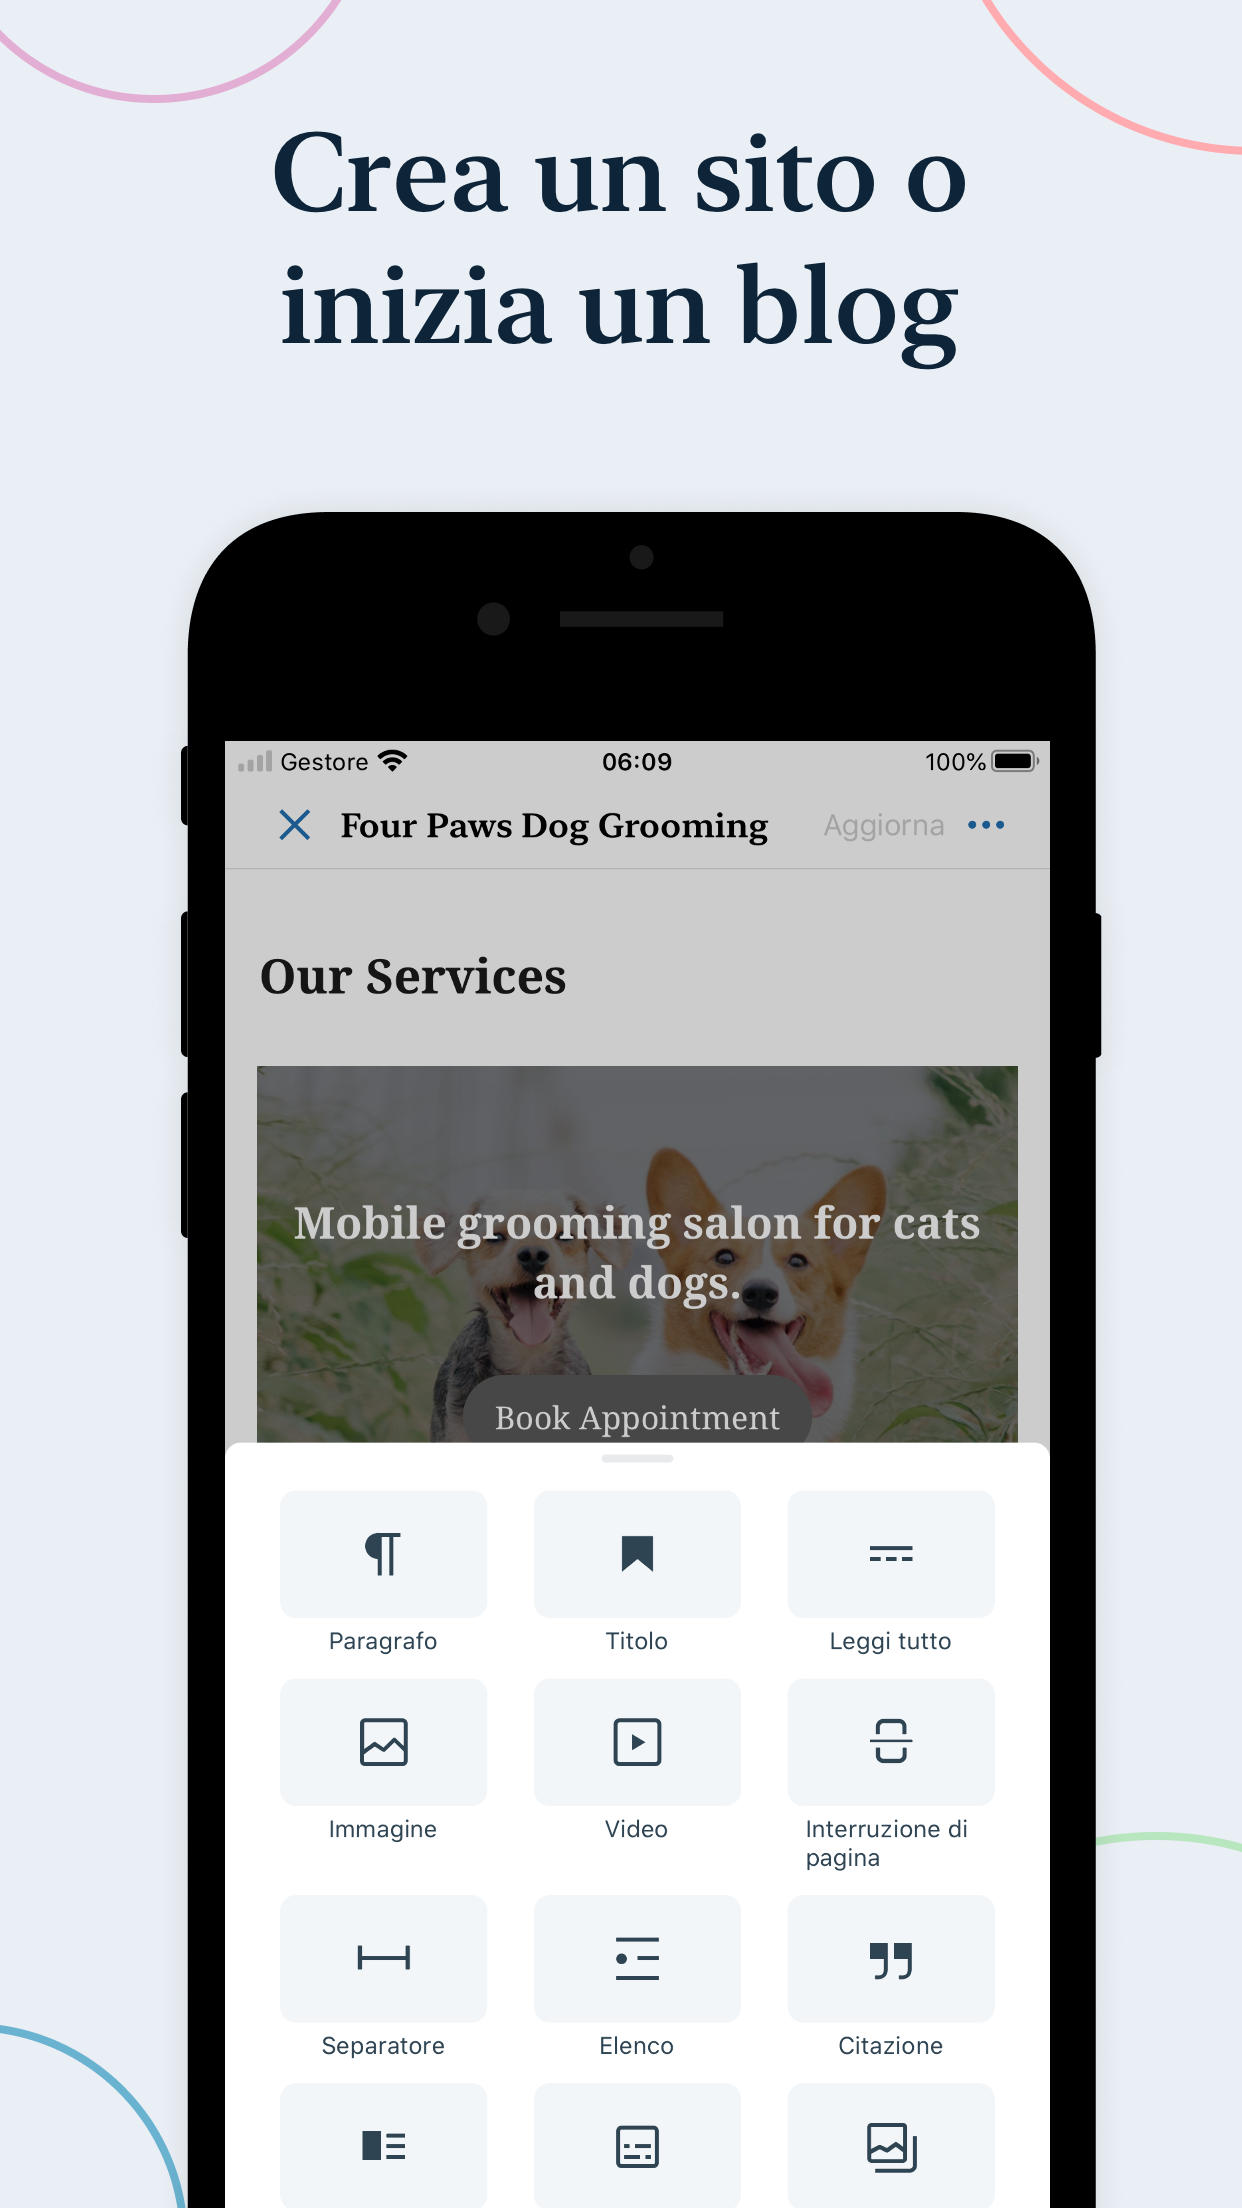 Crea un sito o
inizia un blog
Gestore 06:09 100%
Four Paws Dog Grooming Aggiorna
Our Services
Mobile grooming salon for cats
and dogs.
Book Appointment
Paragrafo Titolo Leggi tutto
Immagine Video Interruzione di
pagina
Separatore Elenco Citazione